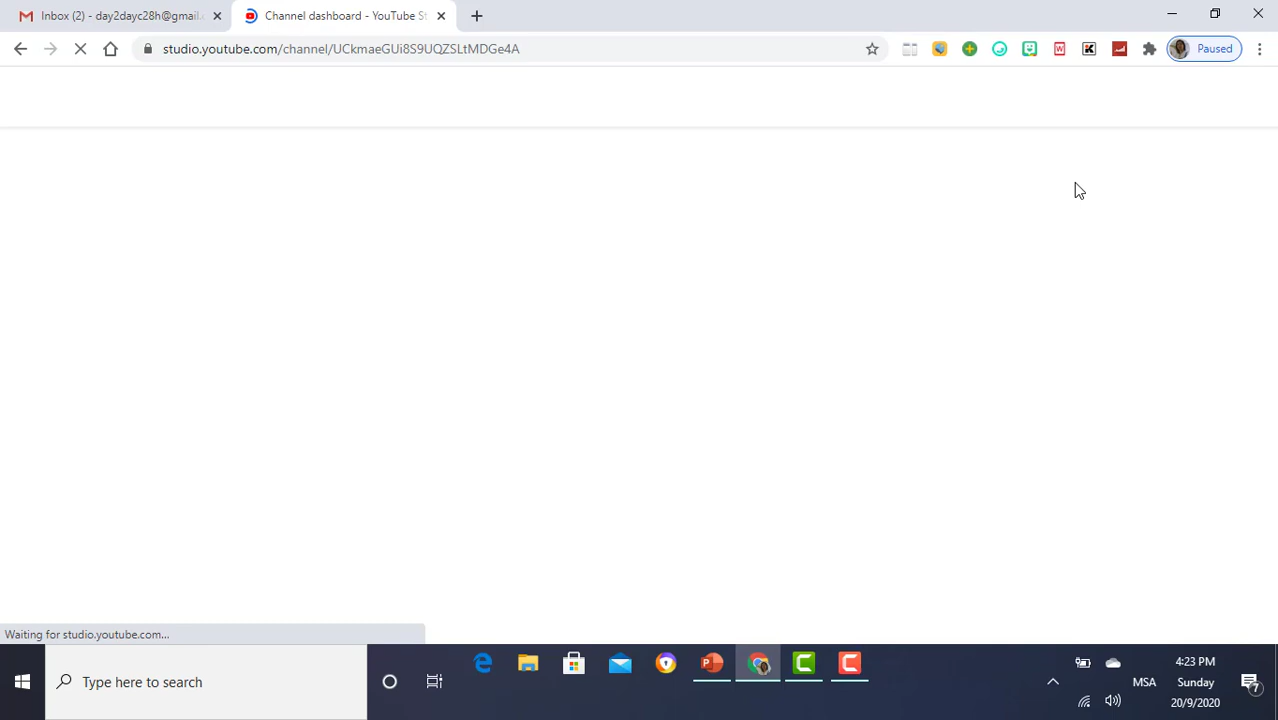 Inbox (2) - day2dayc28h@gmail.
Channel dashboard - YouTube St
studio.youtube.com/channel/UCkmaeGUi8S9UQZSLtMDGe4A
Paused
Waiting for studio.youtube.com...
Type here to search
MSA
4:23 PM
Sunday
20/9/2020
7